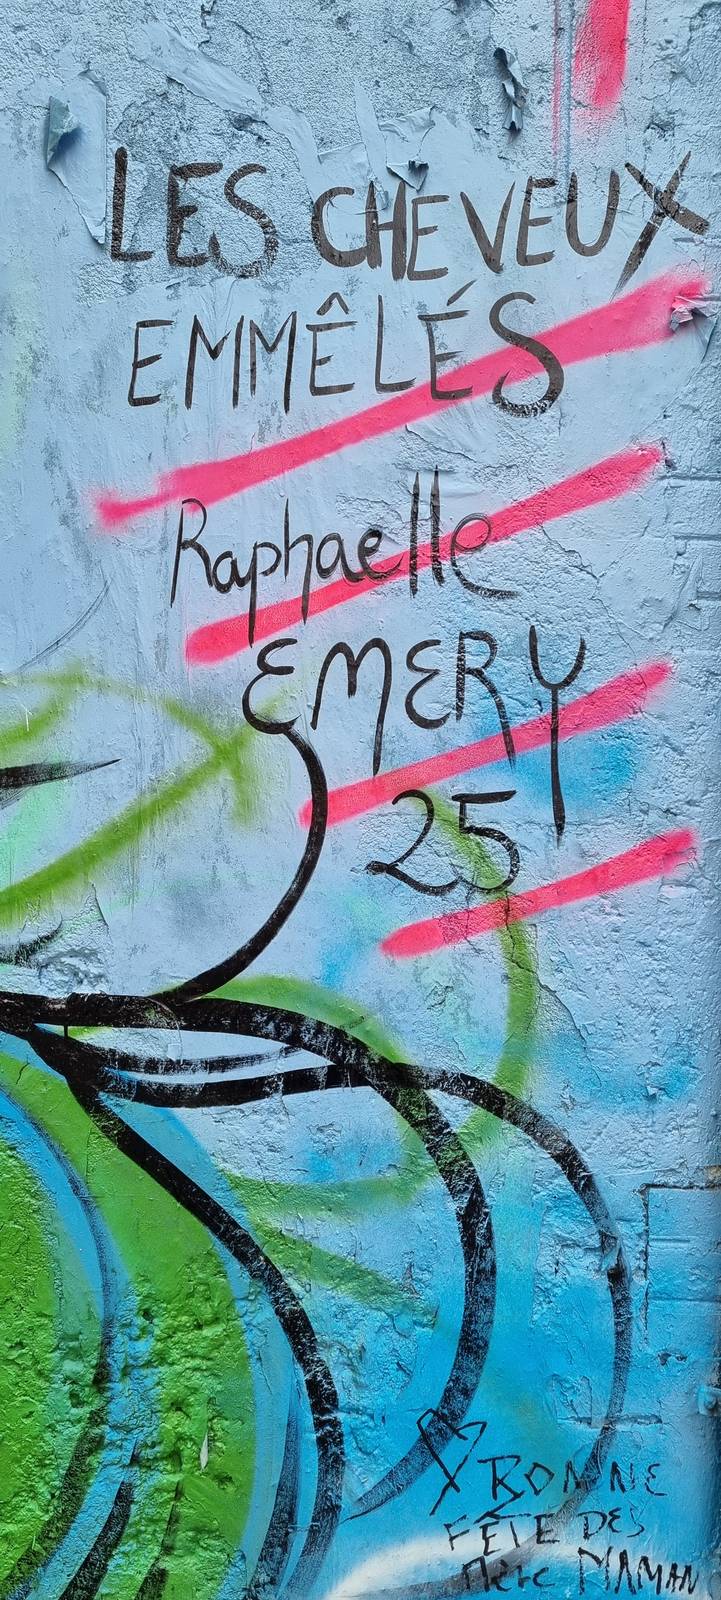 LES CHEVEUX
EMMÊLÉS
Raphaelle
EMERY
25
BONNE
FÊTE DES
Mère MAMAN